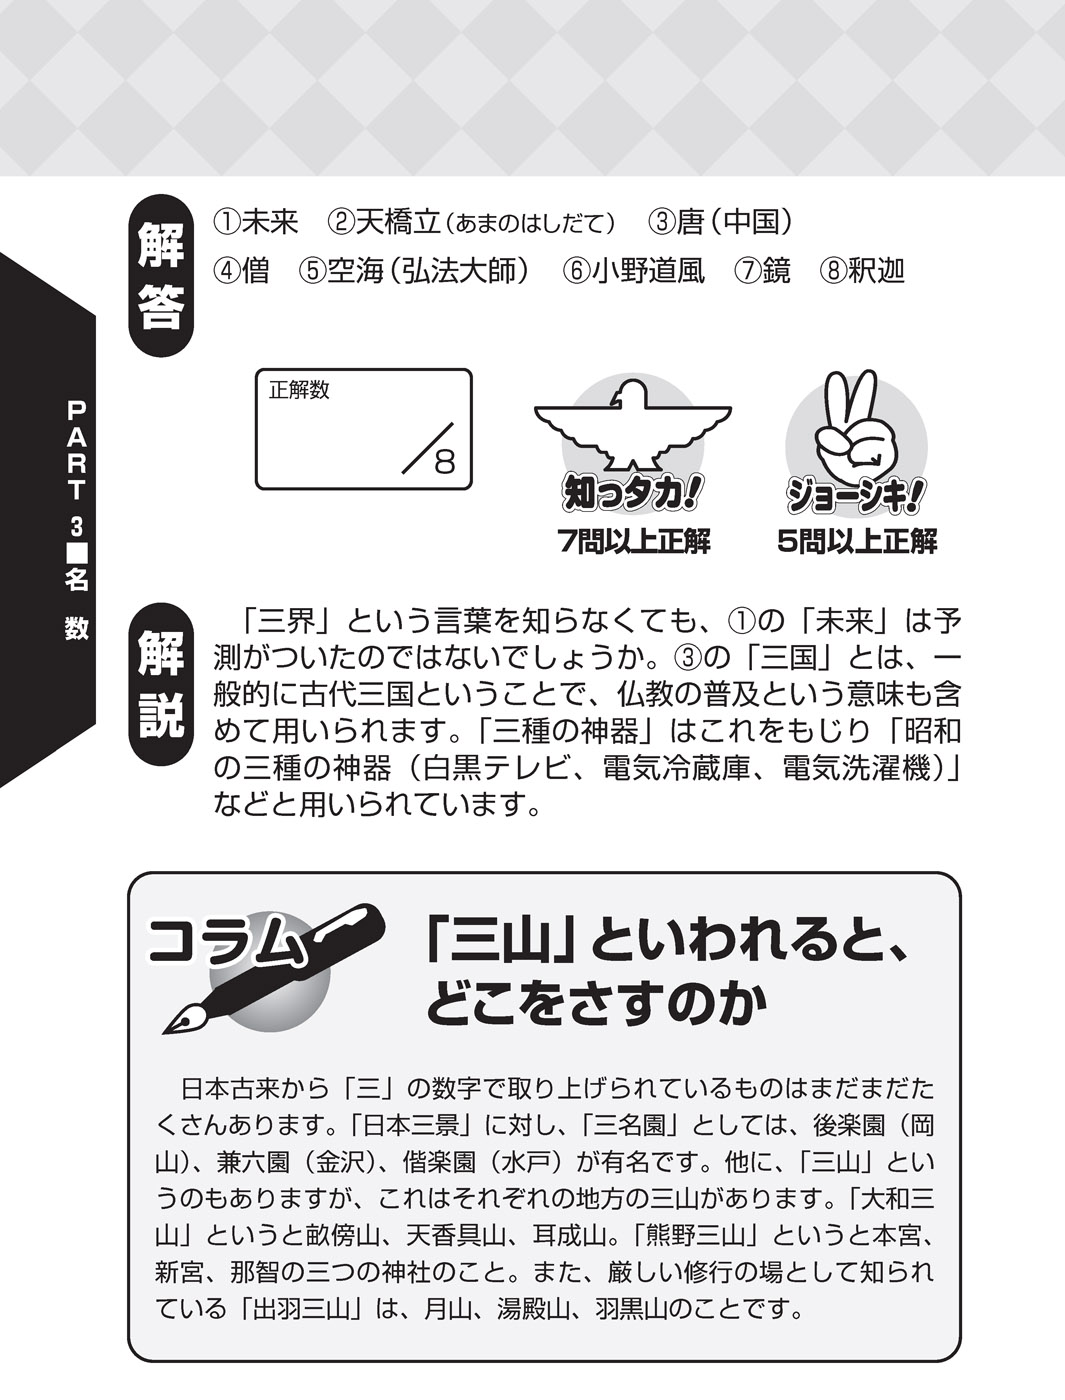 解答
①未来　②天橋立（あまのはしだて）　③唐（中国）
④僧　⑤空海（弘法大師）　⑥小野道風　⑦鏡　⑧釈迦
正解数
／8
知っタカ！
7問以上正解
ジョーシキ！
5問以上正解
PART 3■名 数
解説
「三界」という言葉を知らなくても、①の「未来」は予
測がついたのではないでしょうか。③の「三国」とは、一
般的に古代三国ということで、仏教の普及という意味も含
めて用いられます。「三種の神器」はこれをもじり「昭和
の三種の神器（白黒テレビ、電気冷蔵庫、電気洗濯機）」
などと用いられています。
コラム
「三山」といわれると、
どこをさすのか
日本古来から「三」の数字で取り上げられているものはまだまだた
くさんあります。「日本三景」に対し、「三名園」としては、後楽園（岡
山）、兼六園（金沢）、偕楽園（水戸）が有名です。他に、「三山」とい
うのもありますが、これはそれぞれの地方の三山があります。「大和三
山」というと畝傍山、天香具山、耳成山。「熊野三山」というと本宮、
新宮、那智の三つの神社のこと。また、厳しい修行の場として知られ
ている「出羽三山」は、月山、湯殿山、羽黒山のことです。